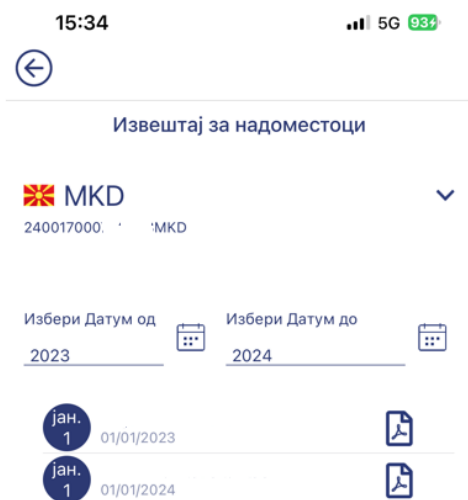 15:34 5G 93
Извештај за надоместоци
MKD
240017000 MKD
Избери Датум од Избери Датум до
2023 2024
јан.
1 01/01/2023
јан.
1 01/01/2024